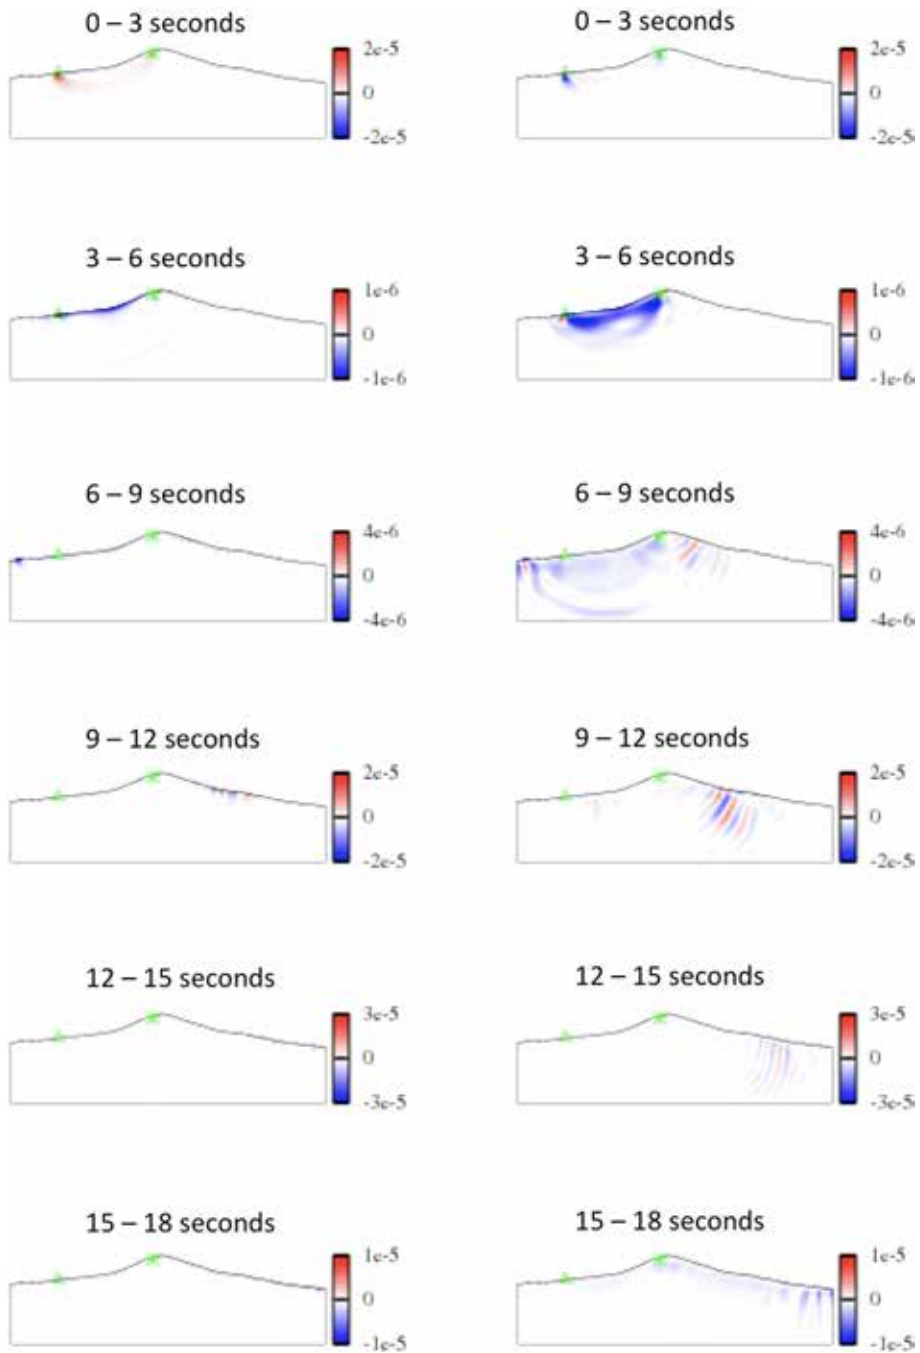 0 – 3 seconds
0 – 3 seconds
2e-5
0
-2e-5
2e-5
0
-2e-5
3 – 6 seconds
3 – 6 seconds
1e-6
0
-1e-6
1e-6
0
-1e-6
6 – 9 seconds
6 – 9 seconds
4e-6
0
-4e-6
4e-6
0
-4e-6
9 – 12 seconds
9 – 12 seconds
2e-5
0
-2e-5
2e-5
0
-2e-5
12 – 15 seconds
12 – 15 seconds
3e-5
0
-3e-5
3e-5
0
-3e-5
15 – 18 seconds
15 – 18 seconds
1e-5
0
-1e-5
1e-5
0
-1e-5